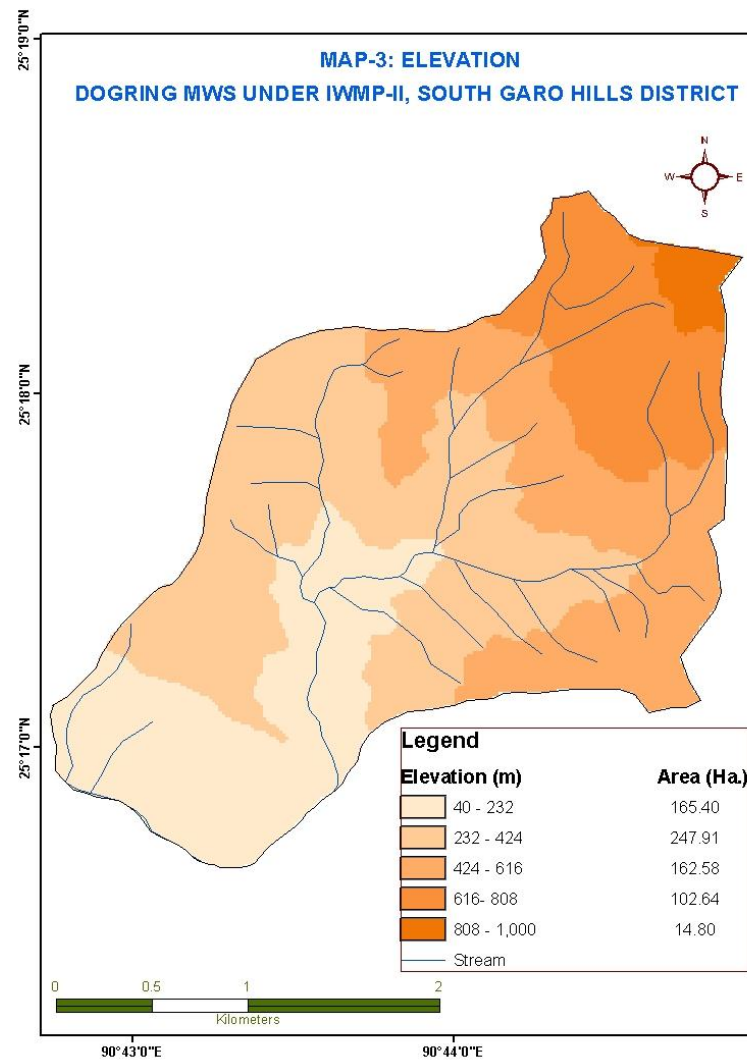 25°19'0"N
MAP-3: ELEVATION
DOGRING MWS UNDER IWMP-II, SOUTH GARO HILLS DISTRICT
N
W E
S
25°18'0"N
25°17'0"N
Legend
Elevation (m) Area (Ha.)
40 - 232 165.40
232 - 424 247.91
424 - 616 162.58
616- 808 102.64
808 - 1,000 14.80
Stream
0 0.5 1 2
Kilometers
90°43'0"E 90°44'0"E